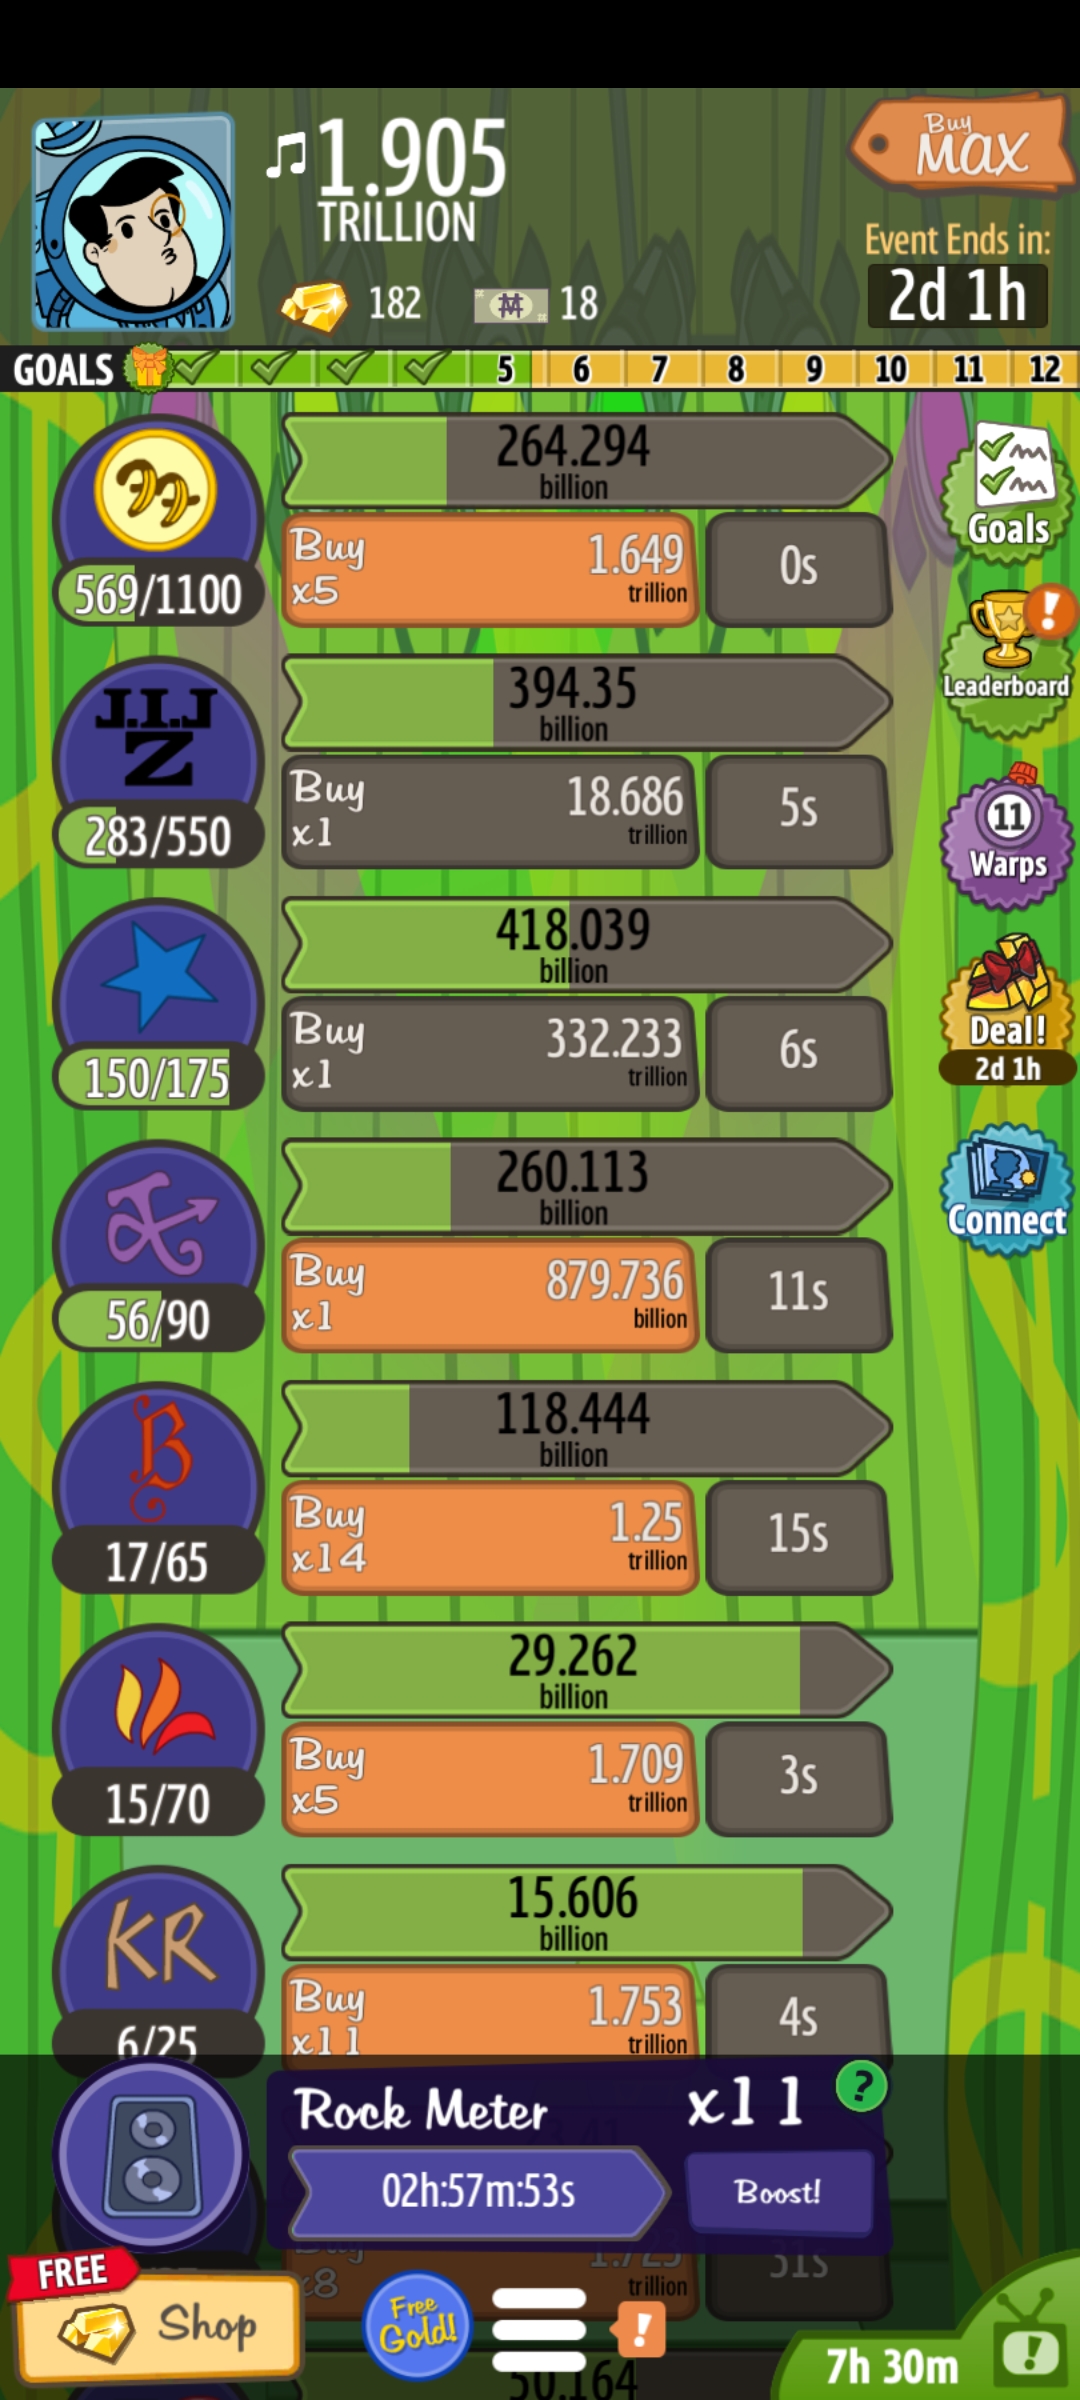 1.905
TRILLION
Buy
MAX
182
18
Event Ends in:
2d 1h
GOALS 5 6 7 8 9 10 11 12
264.294
billion
569/1100
Buy
x5
1.649
trillion
0s
Goals
J.I.J
Z
394.35
billion
283/550
Buy
x1
18.686
trillion
5s
!
Leaderboard
11
Warps
418.039
billion
150/175
Buy
x1
332.233
trillion
6s
Deal!
2d 1h
260.113
billion
56/90
Buy
x1
879.736
billion
11s
Connect
B
118.444
billion
17/65
Buy
x14
1.25
trillion
15s
29.262
billion
15/70
Buy
x5
1.709
trillion
3s
KR
15.606
billion
6/25
Buy
x11
1.753
trillion
4s
Rock Meter
x11
?
02h:57m:53s
Boost!
Buy
x8
1.723
trillion
31s
FREE
Shop
Free
Gold!
!
50.164
7h 30m
!